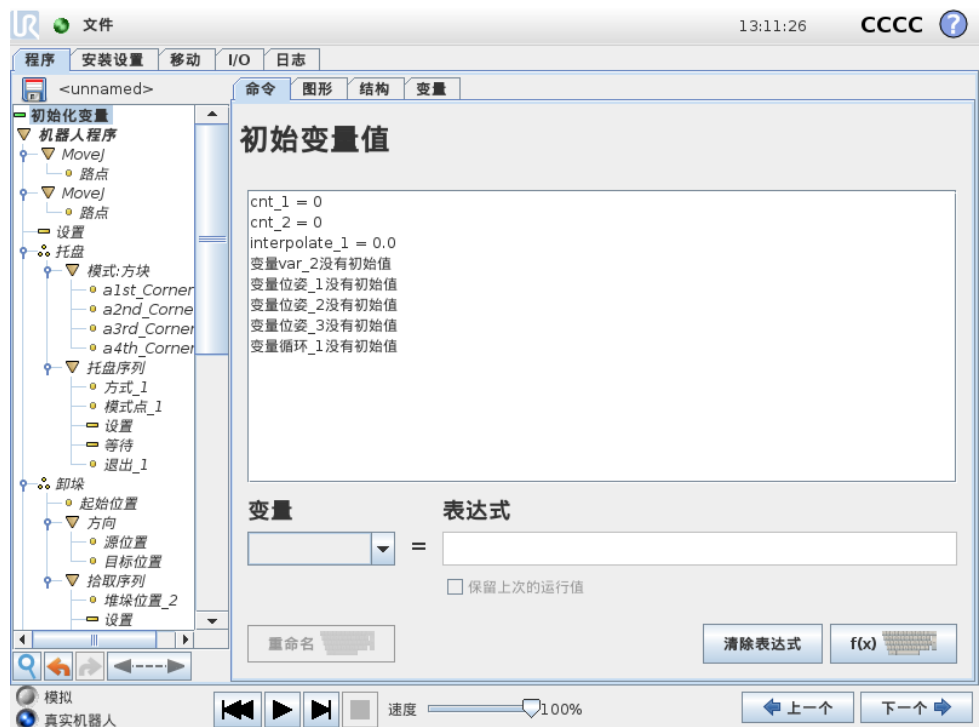 UR 文件 13:11:26 CCCC ?
程序 安装设置 移动 I/O 日志
<unnamed>
命令 图形 结构 变量
初始化变量
机器人程序
MoveJ
路点
MoveJ
路点
设置
托盘
模式:方块
a1st_Corner
a2nd_Corne
a3rd_Corner
a4th_Corner
托盘序列
方式_1
模式点_1
设置
等待
退出_1
卸垛
起始位置
方向
源位置
目标位置
拾取序列
堆垛位置_2
设置
初始变量值
cnt_1 = 0
cnt_2 = 0
interpolate_1 = 0.0
变量var_2没有初始值
变量位姿_1没有初始值
变量位姿_2没有初始值
变量位姿_3没有初始值
变量循环_1没有初始值
变量 表达式
=
保留上次的运行值
重命名 清除表达式 f(x)
模拟
真实机器人
速度 100% 上一个 下一个